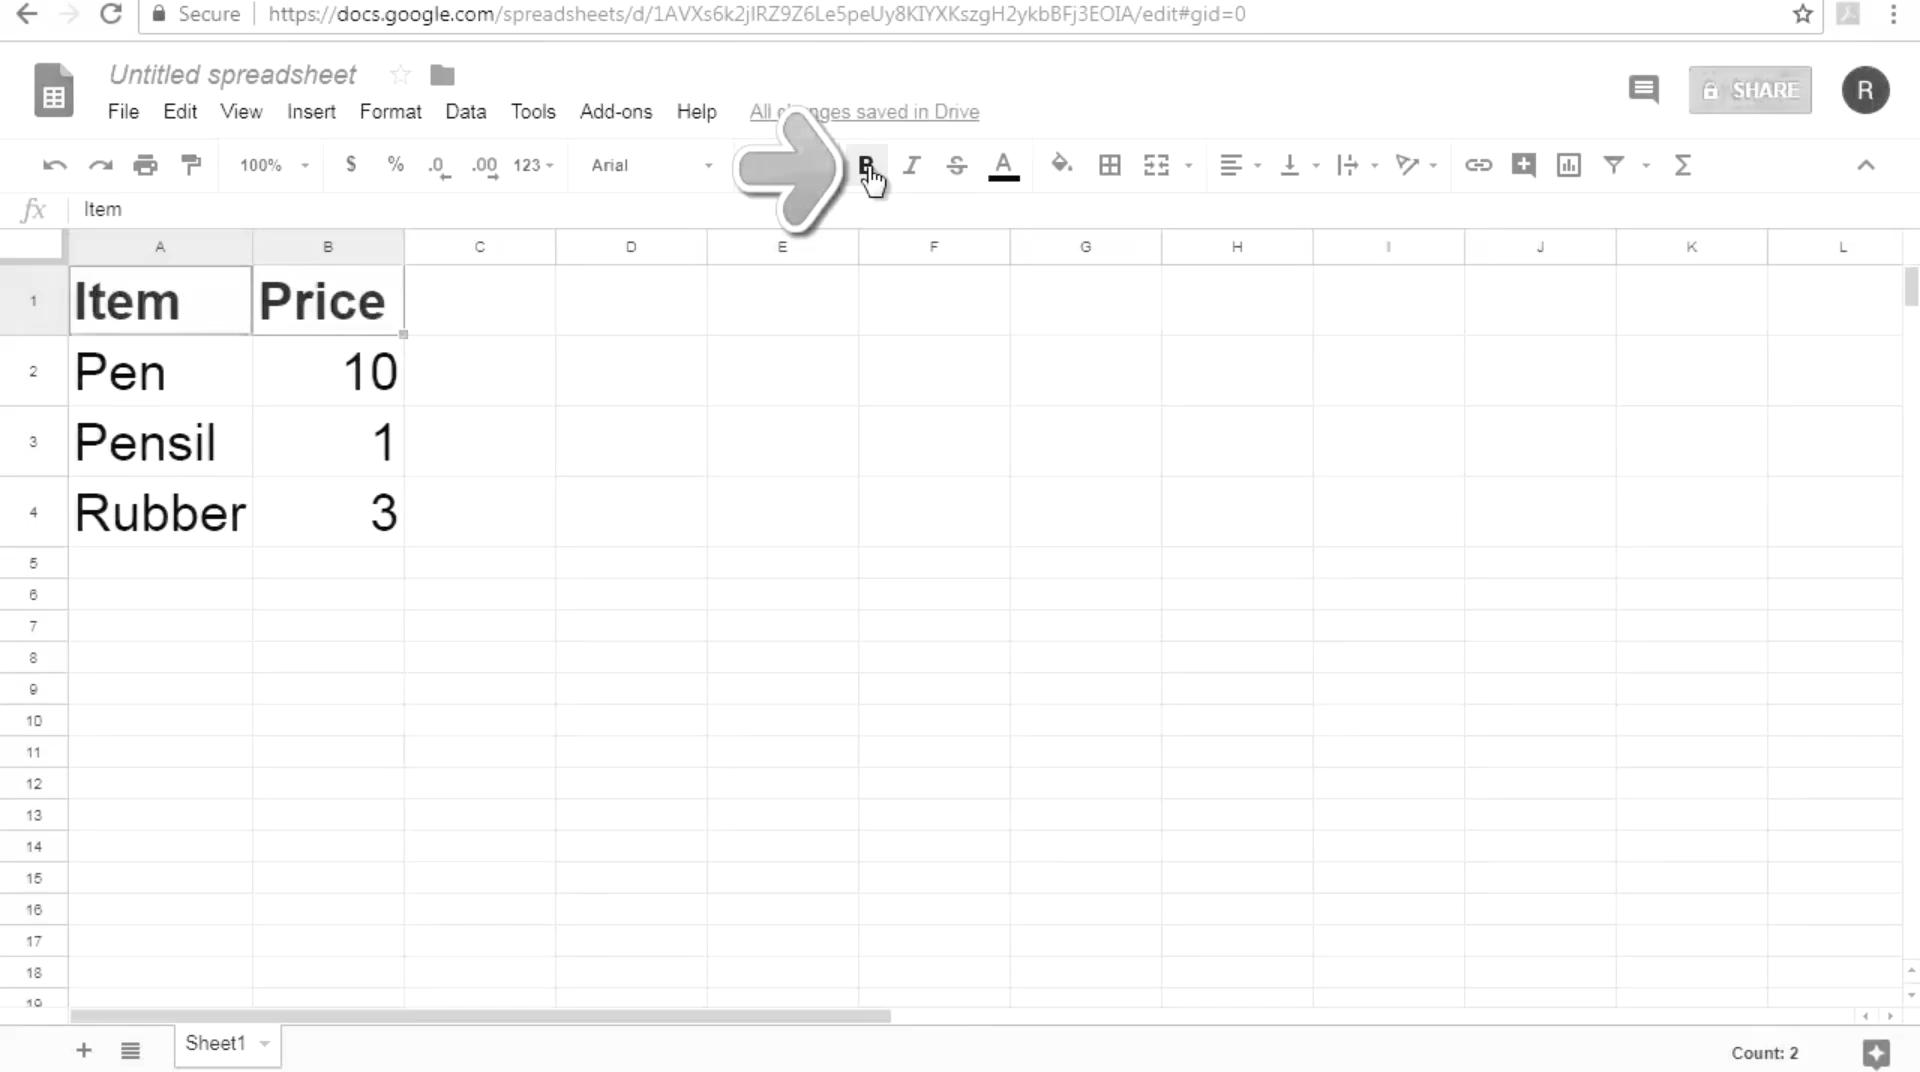 Secure https://docs.google.com/spreadsheets/d/1AVXs6k2jlRZ9Z6Le5peUy8KIYXKszgH2ykbBFj3EOIA/edit#gid=0
Untitled spreadsheet
SHARE R
File Edit View Insert Format Data Tools Add-ons Help All changes saved in Drive
100% $ % .0 .00 123 Arial B I S A Σ
fx Item
A B C D E F G H I J K L
1 Item Price
2 Pen 10
3 Pensil 1
4 Rubber 3
5
6
7
8
9
10
11
12
13
14
15
16
17
18
19
Sheet1 Count: 2